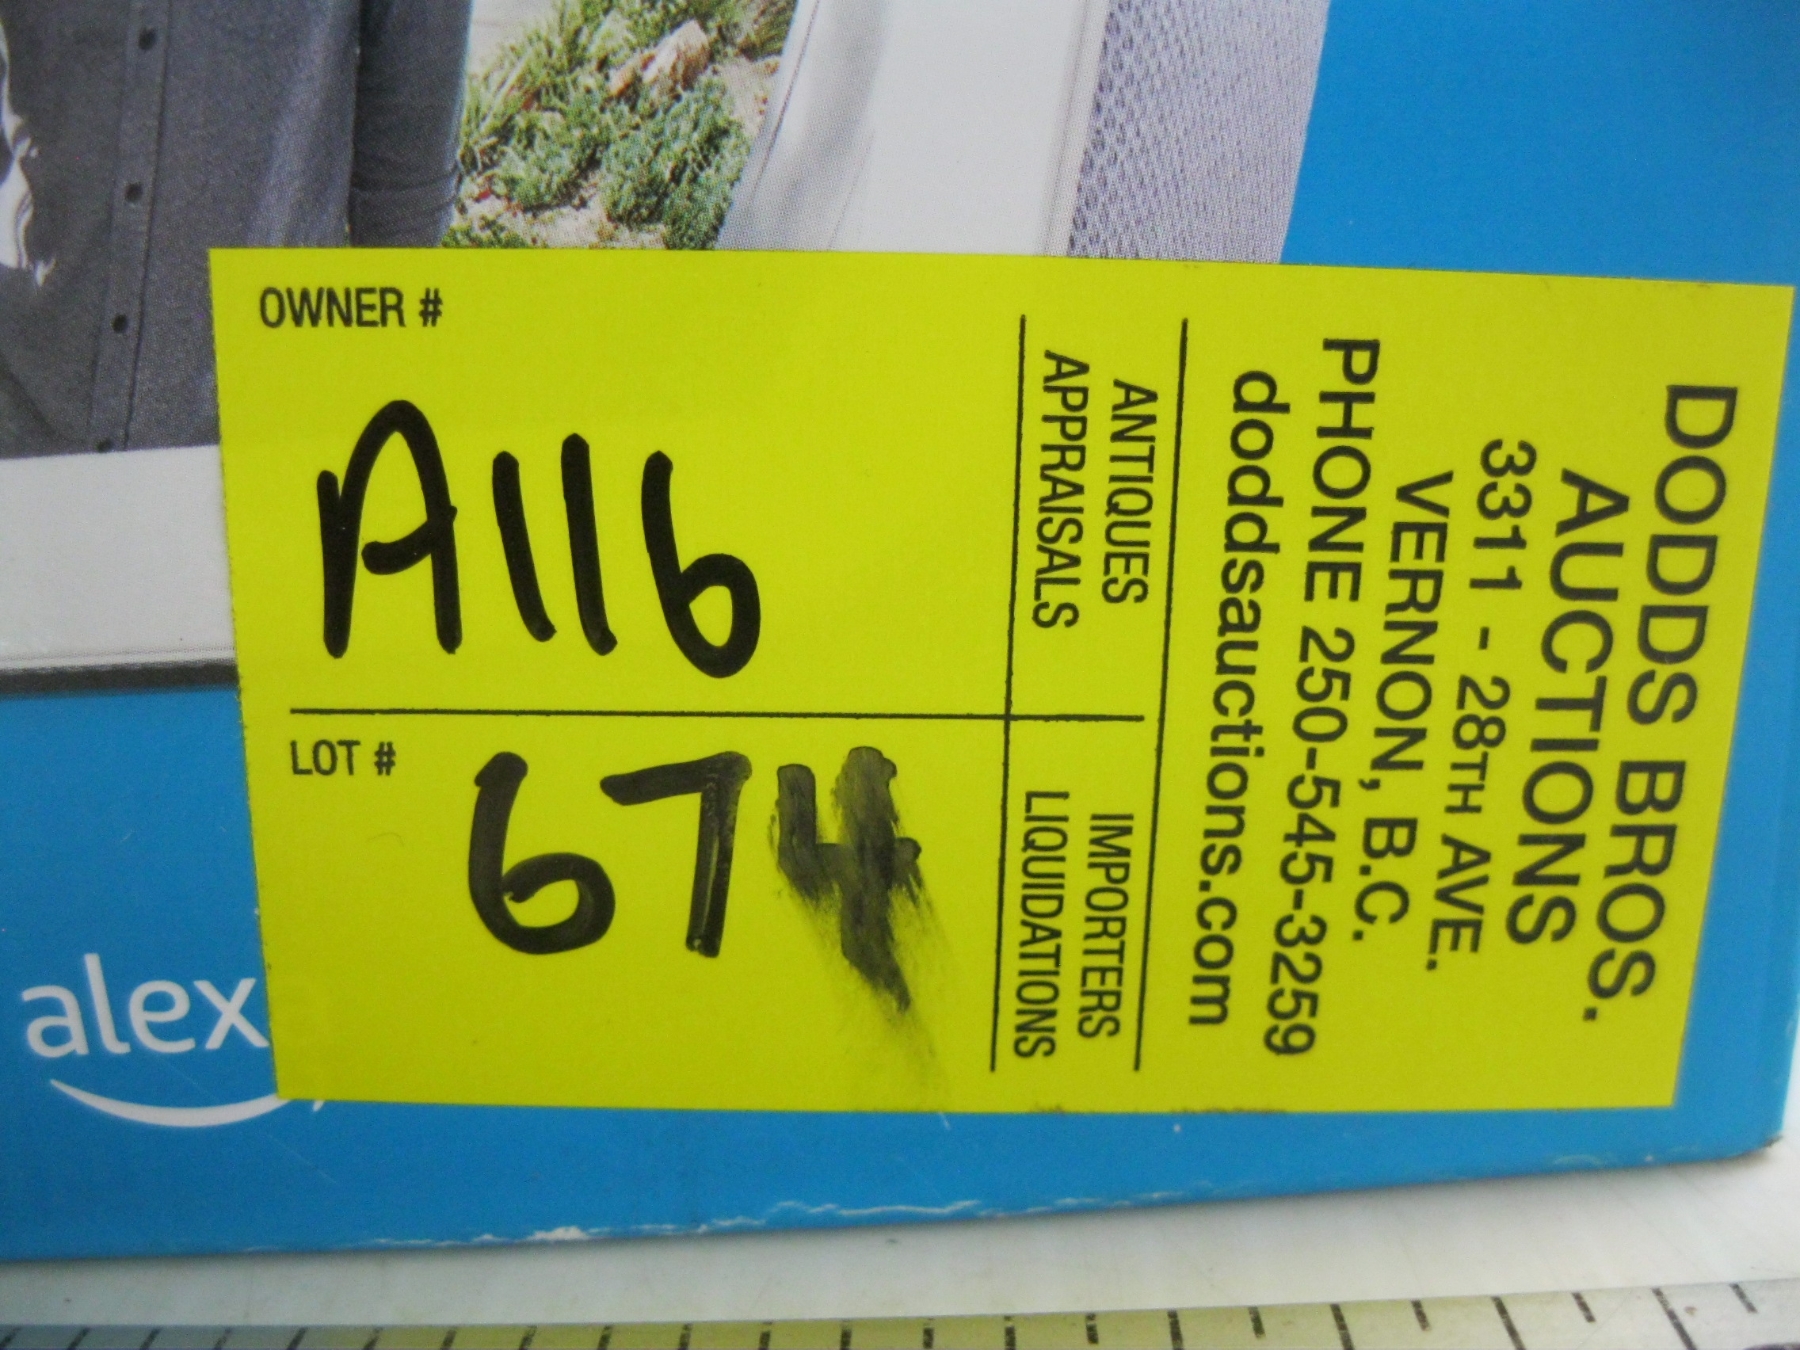 OWNER #
A116
LOT #
674
ANTIQUES
APPRAISALS
IMPORTERS
LIQUIDATIONS
DODDS BROS.
AUCTIONS
3311 - 28TH AVE.
VERNON, B.C.
PHONE 250-545-3259
doddsauctions.com
alex